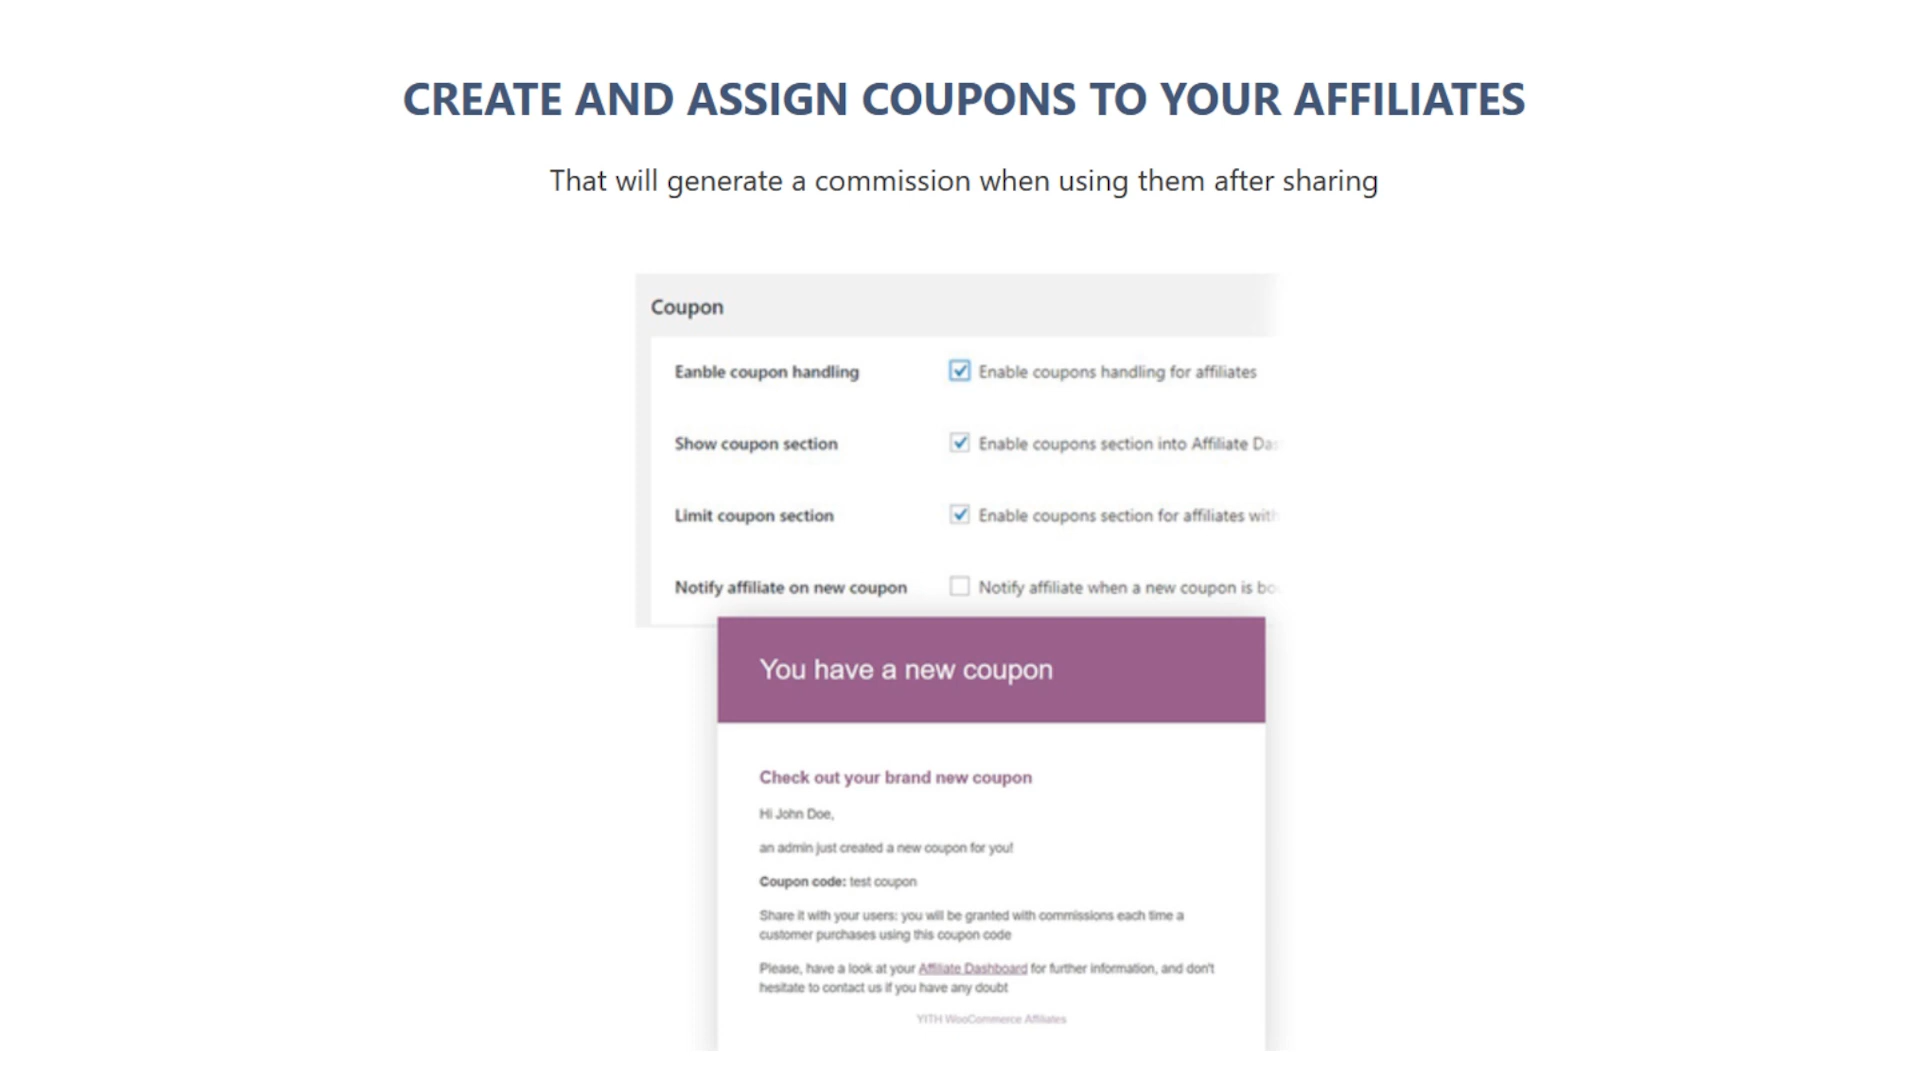 CREATE AND ASSIGN COUPONS TO YOUR AFFILIATES
That will generate a commission when using them after sharing
Coupon
Eanble coupon handling Enable coupons handling for affiliates
Show coupon section Enable coupons section into Affiliate
Limit coupon section Enable coupons section for affiliates with
Notify affiliate on new coupon Notify affiliate when a new coupon is
You have a new coupon
Check out your brand new coupon
Hi John Doe,
an admin just created a new coupon for you!
Coupon code: test coupon
Share it with your users: you will be granted with commissions each time a
customer purchases using this coupon code
Please, have a look at your Affiliate Dashboard for further information, and don't
hesitate to contact us if you have any doubt
YITH WooCommerce Affiliates